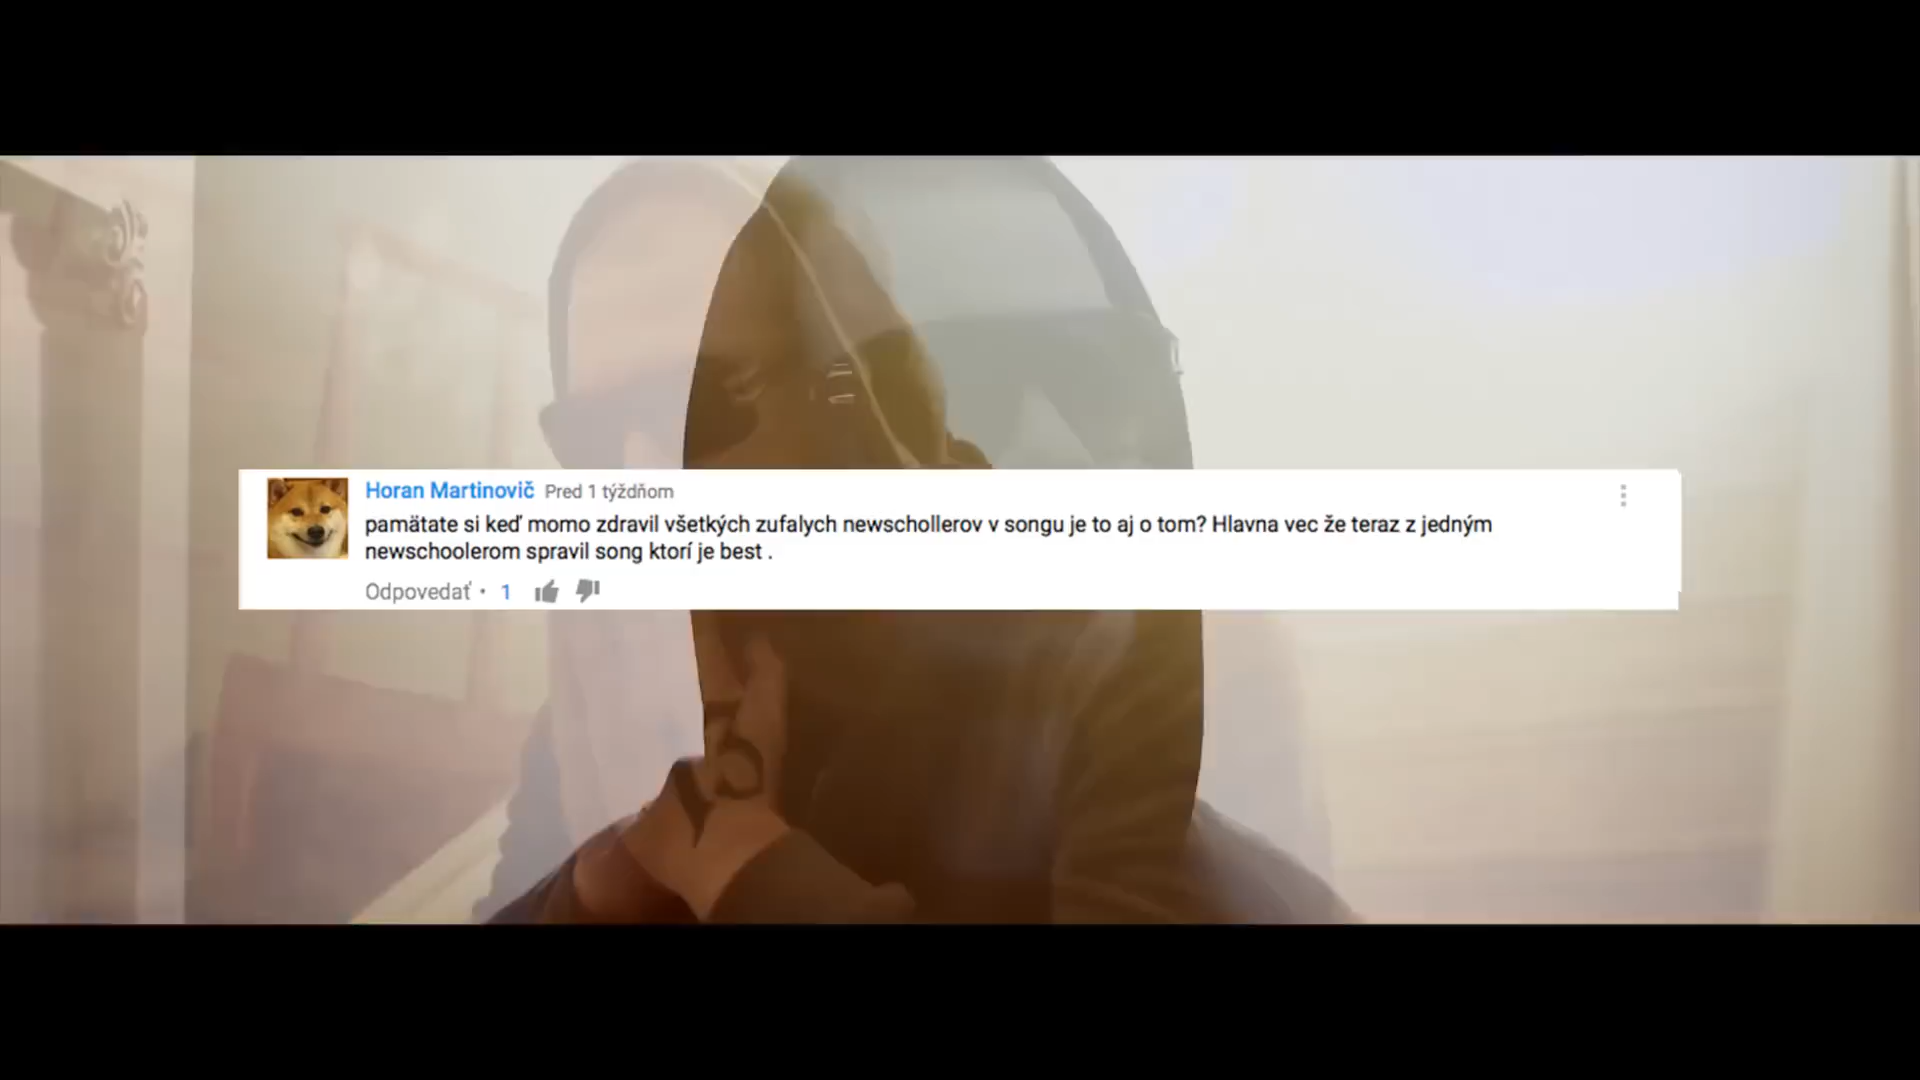 Horan Martinovič Pred 1 týždňom
pamätate si keď momo zdravil všetkých zufalych newschollerov v songu je to aj o tom? Hlavna vec že teraz z jedným
newschoolerom spravil song ktorí je best .
Odpovedať • 1